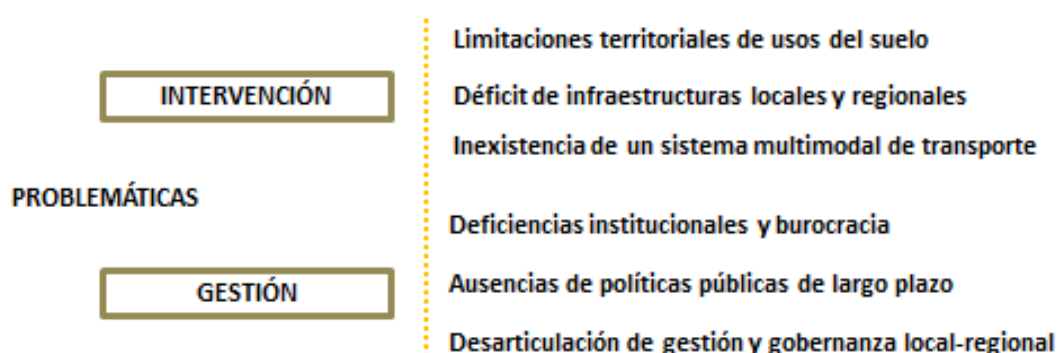 Limitaciones territoriales de usos del suelo
INTERVENCIÓN
Déficit de infraestructuras locales y regionales
Inexistencia de un sistema multimodal de transporte
PROBLEMÁTICAS
Deficiencias institucionales y burocracia
GESTIÓN
Ausencias de políticas públicas de largo plazo
Desarticulación de gestión y gobernanza local-regional